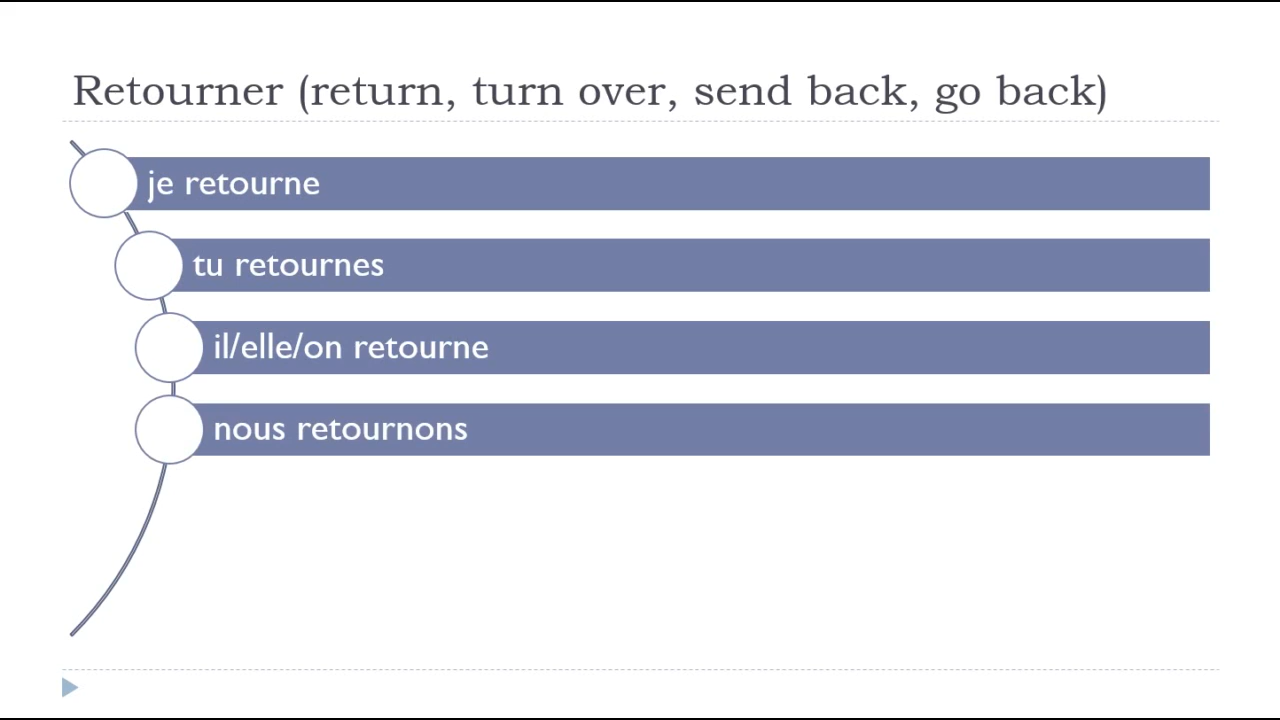 Retourner (return, turn over, send back, go back)
je retourne
tu retournes
il/elle/on retourne
nous retournons